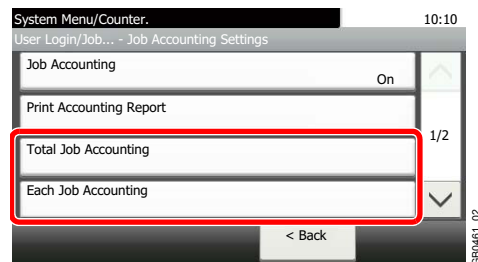 System Menu/Counter.
10:10
User Login/Job... - Job Accounting Settings
Job Accounting
On
Print Accounting Report
1/2
Total Job Accounting
Each Job Accounting
< Back
GB0461_02